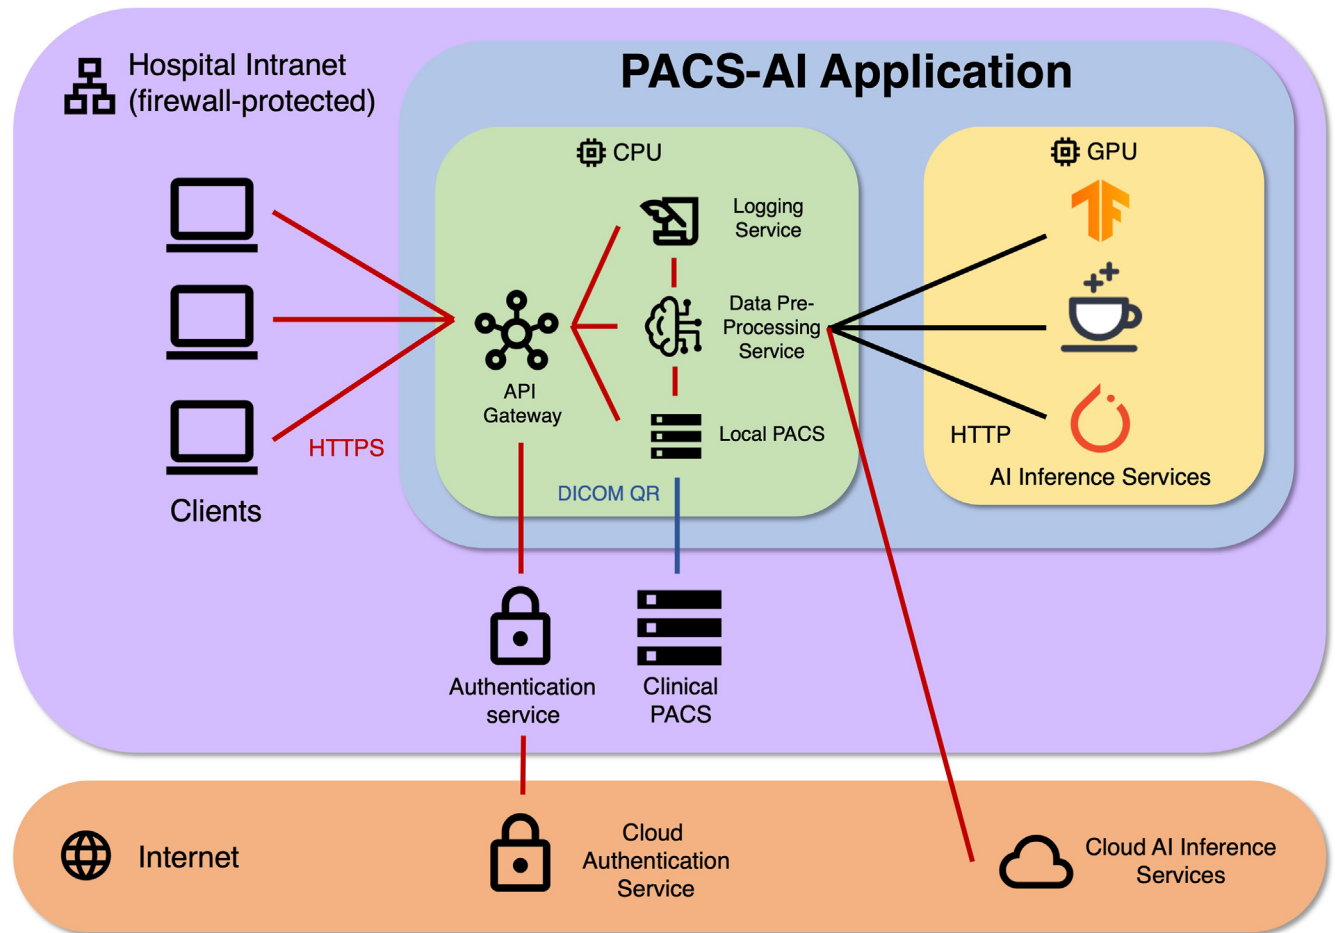 Hospital Intranet
(firewall-protected)
PACS-AI Application
CPU
GPU
Logging
Service
Data Pre-
Processing
Service
API
Gateway
Local PACS
HTTPS
HTTP
AI Inference Services
Clients
DICOM QR
Authentication
service
Clinical
PACS
Internet
Cloud
Authentication
Service
Cloud AI Inference
Services